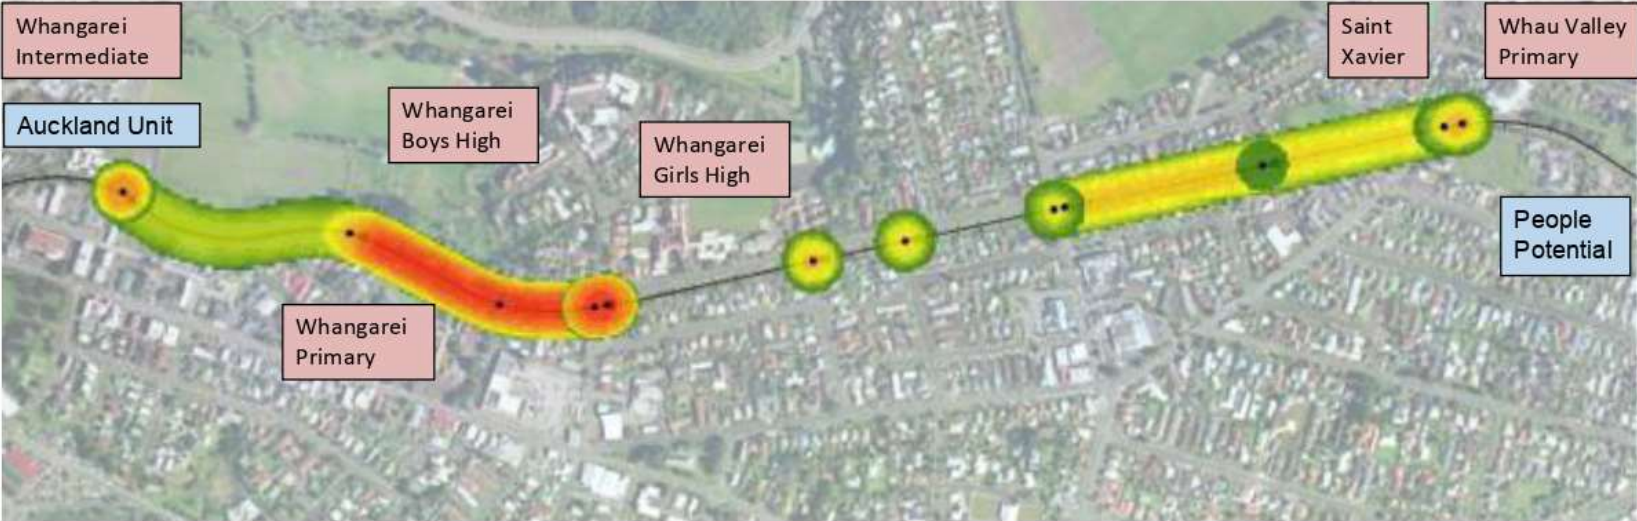 Whangarei
Intermediate
Auckland Unit
Whangarei
Boys High
Whangarei
Girls High
Whangarei
Primary
Saint
Xavier
Whau Valley
Primary
People
Potential